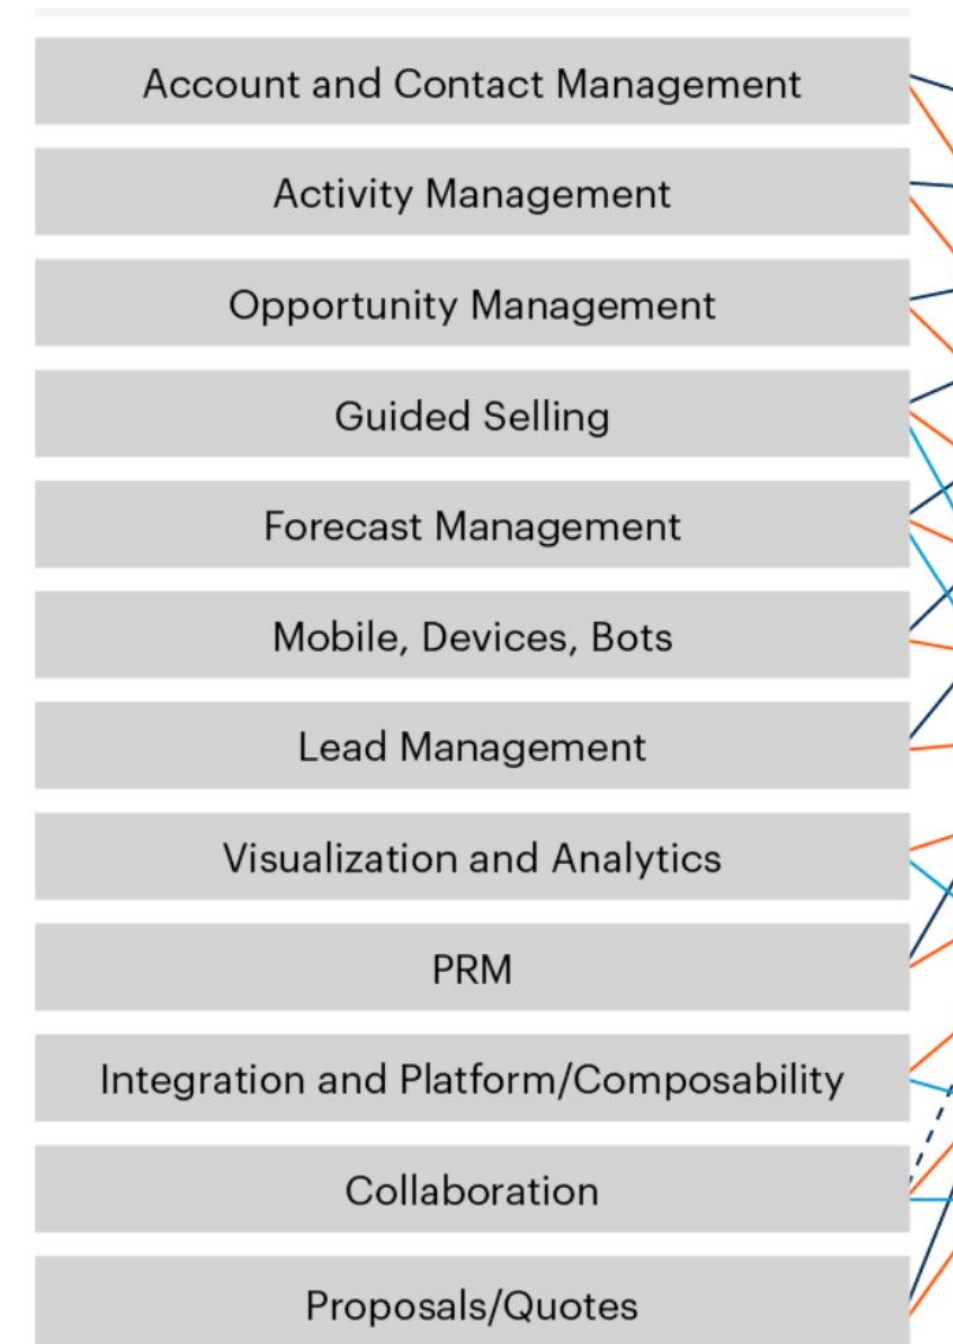 Account and Contact Management
Activity Management
Opportunity Management
Guided Selling
Forecast Management
Mobile, Devices, Bots
Lead Management
Visualization and Analytics
PRM
Integration and Platform/Composability
Collaboration
Proposals/Quotes